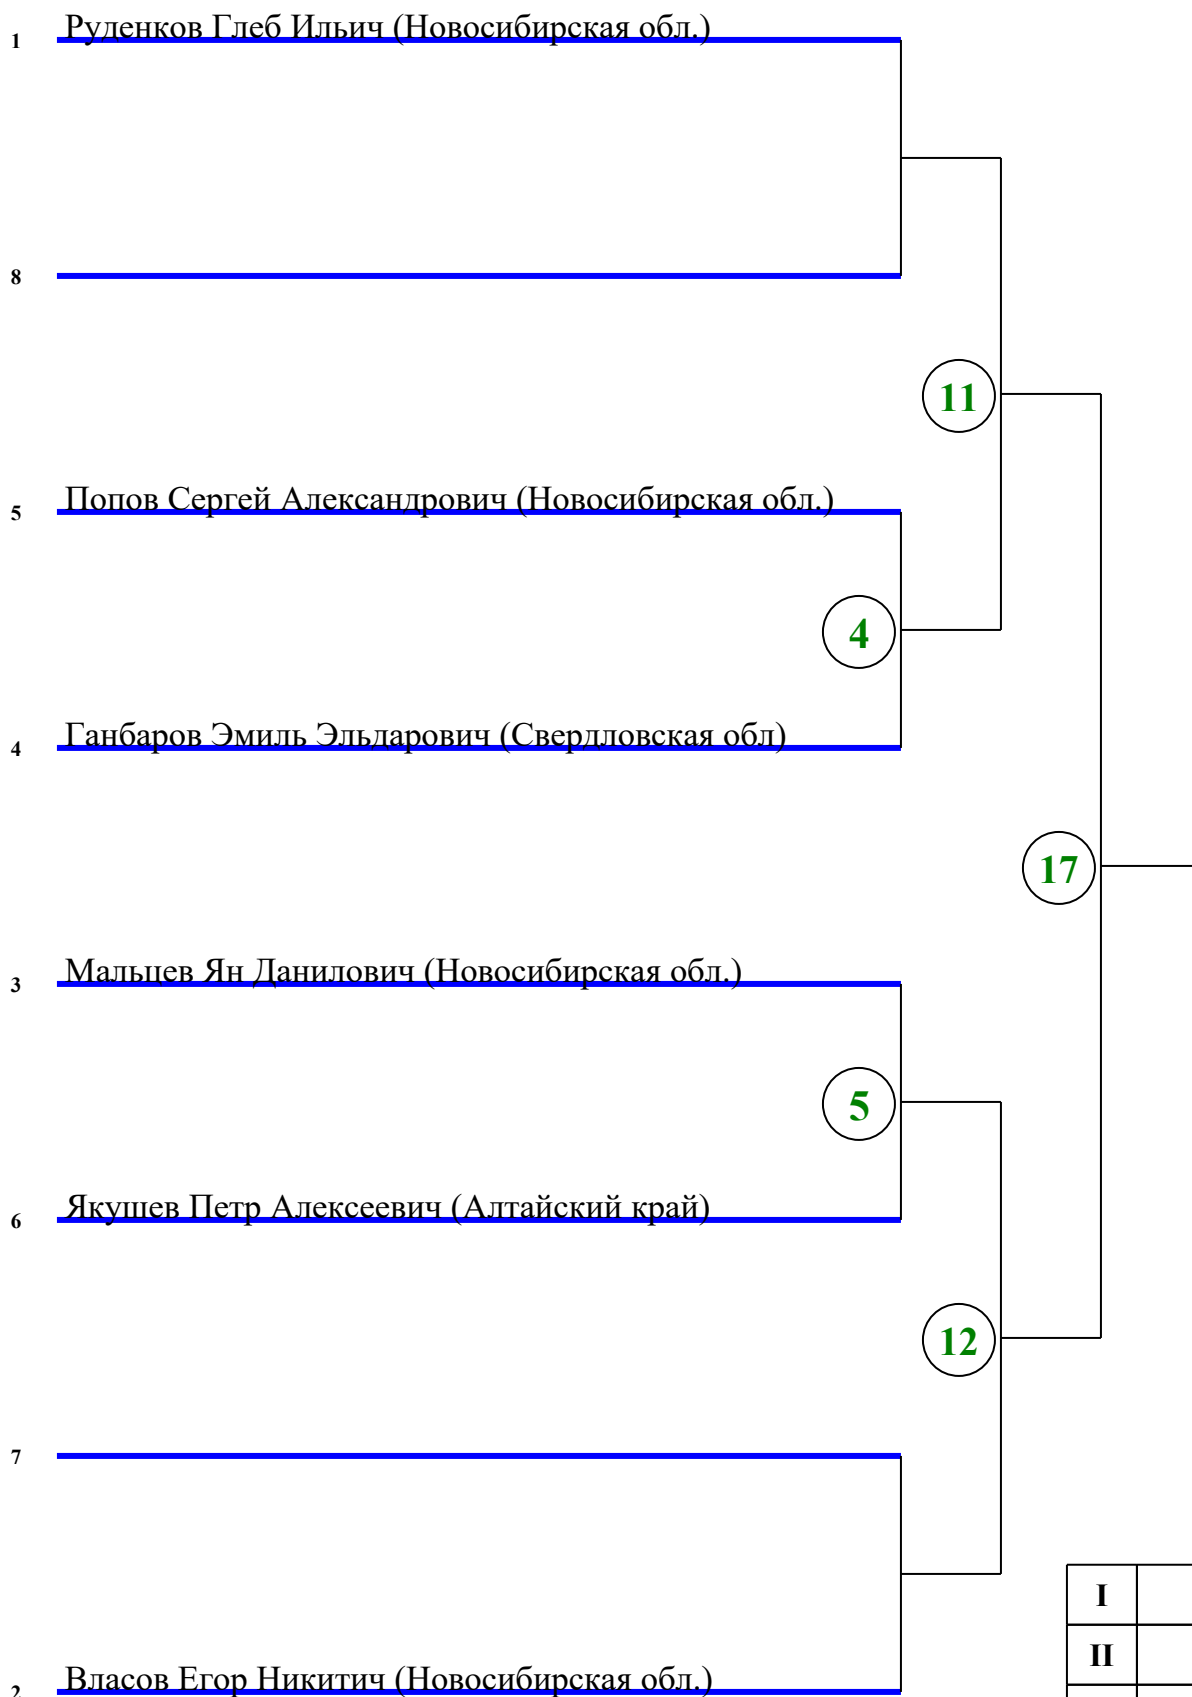 1 Руденков Глеб Ильич (Новосибирская обл.)
8
11
5 Попов Сергей Александрович (Новосибирская обл.)
4
4 Ганбаров Эмиль Эльдарович (Свердловская обл)
17
3 Мальцев Ян Данилович (Новосибирская обл.)
5
6 Якушев Петр Алексеевич (Алтайский край)
12
7
I
II
2 Власов Егор Никитич (Новосибирская обл.)